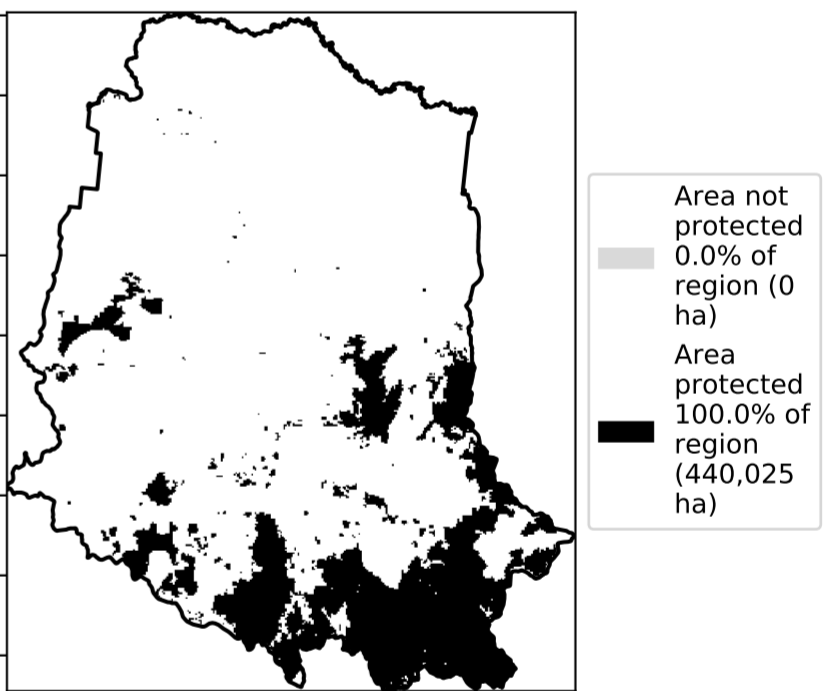 Area not
protected
0.0% of
region (0
ha)
Area
protected
100.0% of
region
(440,025
ha)